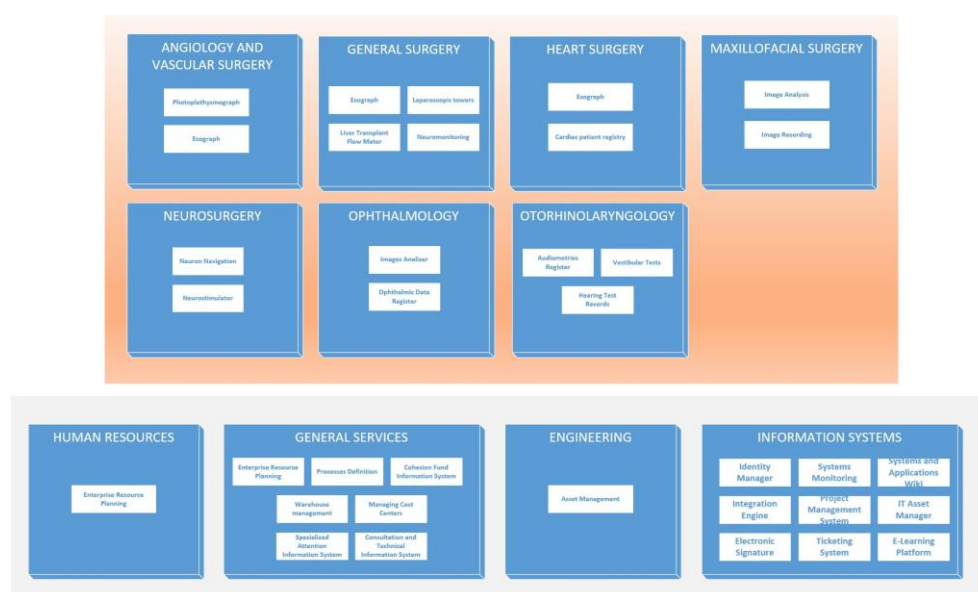 ANGIOLOGY AND
VASCULAR SURGERY
Photoplathysmograph
Ecograph
GENERAL SURGERY
Ecograph
Laparoscopic towers
Liver Transplant
Flow Meter
Neuromonitoring
HEART SURGERY
Ecograph
Cardiac patient registry
MAXILLOFACIAL SURGERY
Image Analysis
Image Recording
NEUROSURGERY
Neuron Navigation
Neurostimulator
OPHTHALMOLOGY
Images Analizer
Ophthalmic Data
Register
OTORHINOLARYNGOLOGY
Audiometries
Register
Vestibular Tests
Hearing Test
Records
HUMAN RESOURCES
Enterprise Resource
Planning
GENERAL SERVICES
Enterprise Resource
Planning
Processes Definition
Cohesion Fund
Information System
Warehouse
management
Managing Cost
Centers
Specialized
Attention
Information System
Consultation and
Technical
Information System
ENGINEERING
Asset Management
INFORMATION SYSTEMS
Identity
Manager
Systems
Monitoring
Systems and
Applications
Wiki
Integration
Engine
Project
Management
System
IT Asset
Manager
Electronic
Signature
Ticketing
System
E-Learning
Platform